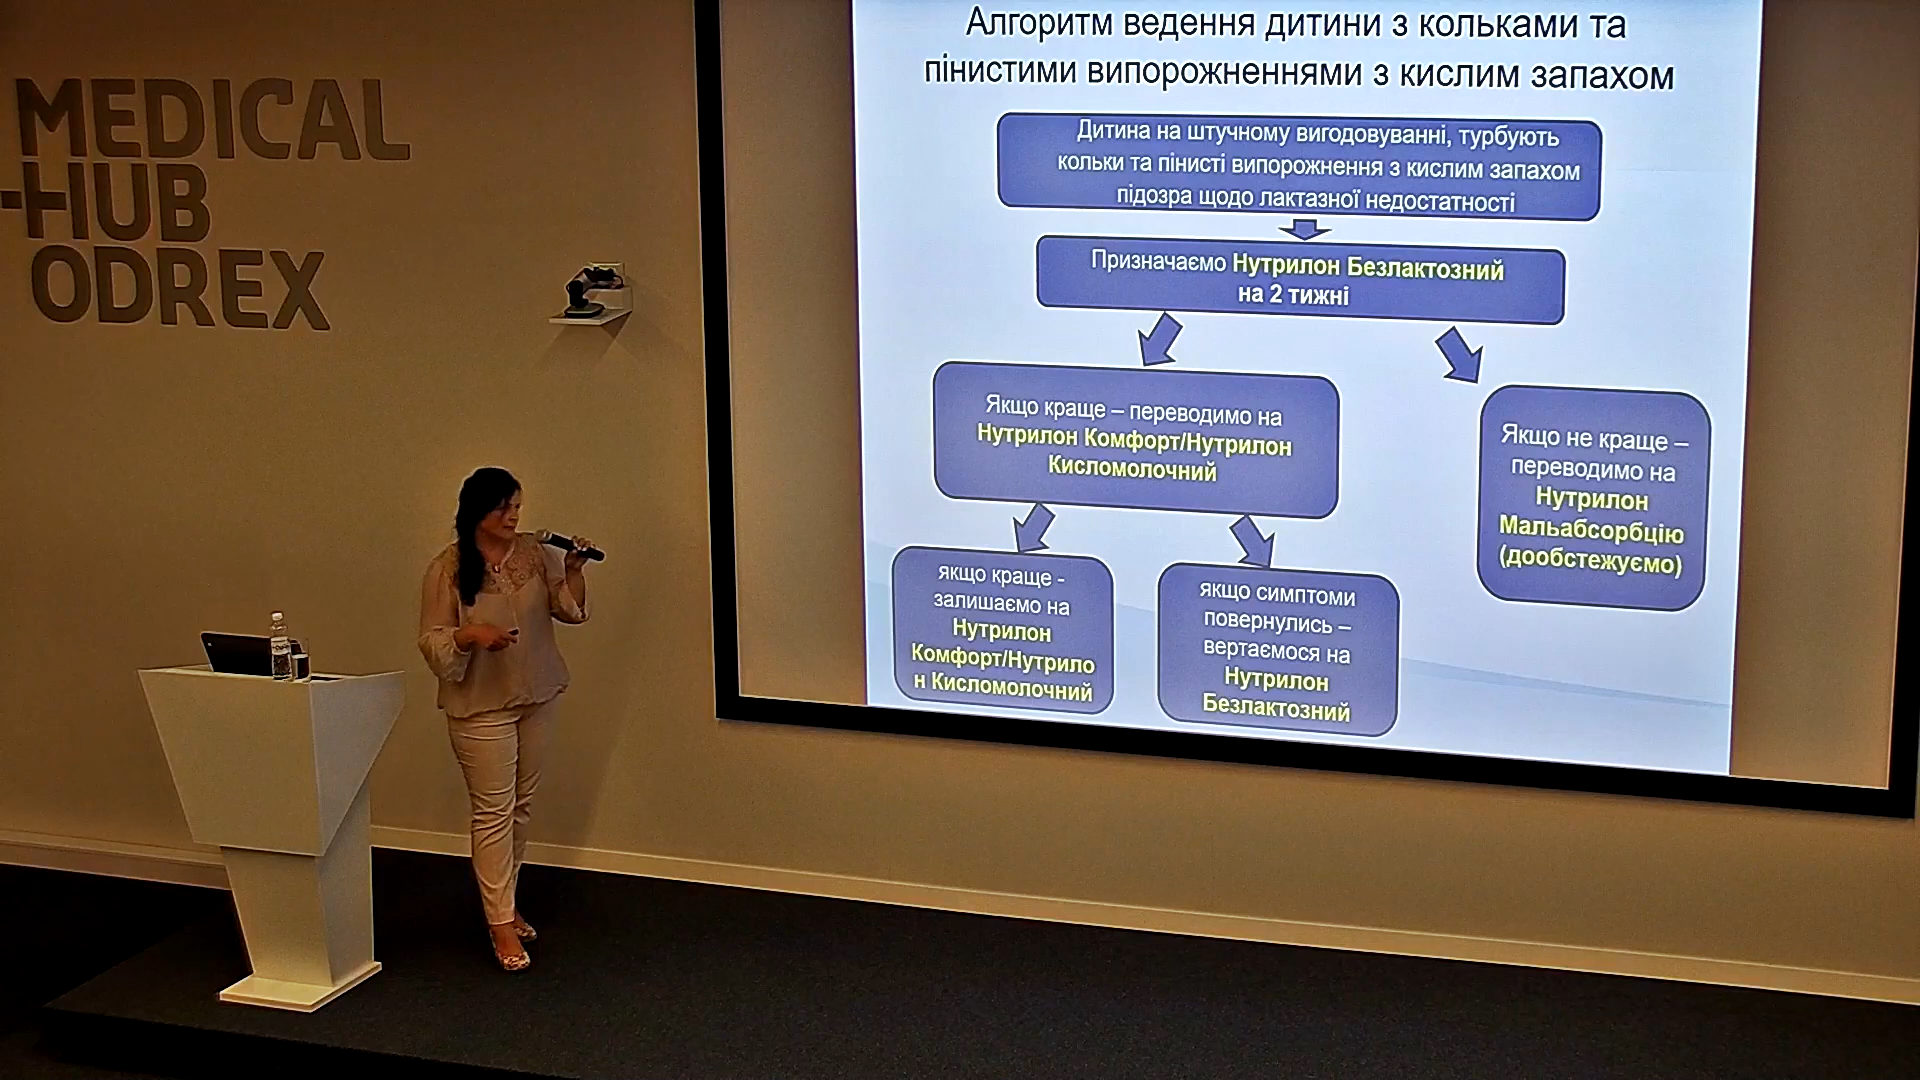 MEDICAL
HUB
ODREX
Алгоритм ведення дитини з кольками та
пінистими випорожненнями з кислим запахом
Дитина на штучному вигодовуванні, турбують
кольки та пінисті випорожнення з кислим запахом
підозра щодо лактазної недостатності
Призначаємо Нутрилон Безлактозний
на 2 тижні
Якщо краще – переводимо на
Нутрилон Комфорт/Нутрилон
Кисломолочний
Якщо не краще –
переводимо на
Нутрилон
Мальабсорбцію
(дообстежуємо)
якщо краще -
залишаємо на
Нутрилон
Комфорт/Нутрило
н Кисломолочний
якщо симптоми
повернулись –
вертаємося на
Нутрилон
Безлактозний